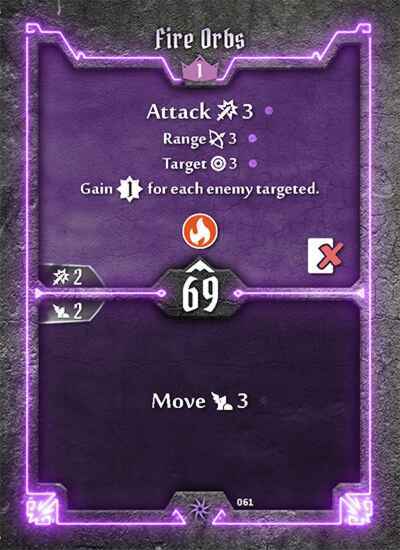 Fire Orbs
1
Attack 3
Range 3
Target 3
Gain 1 for each enemy targeted.
2
69
2
Move 3
061